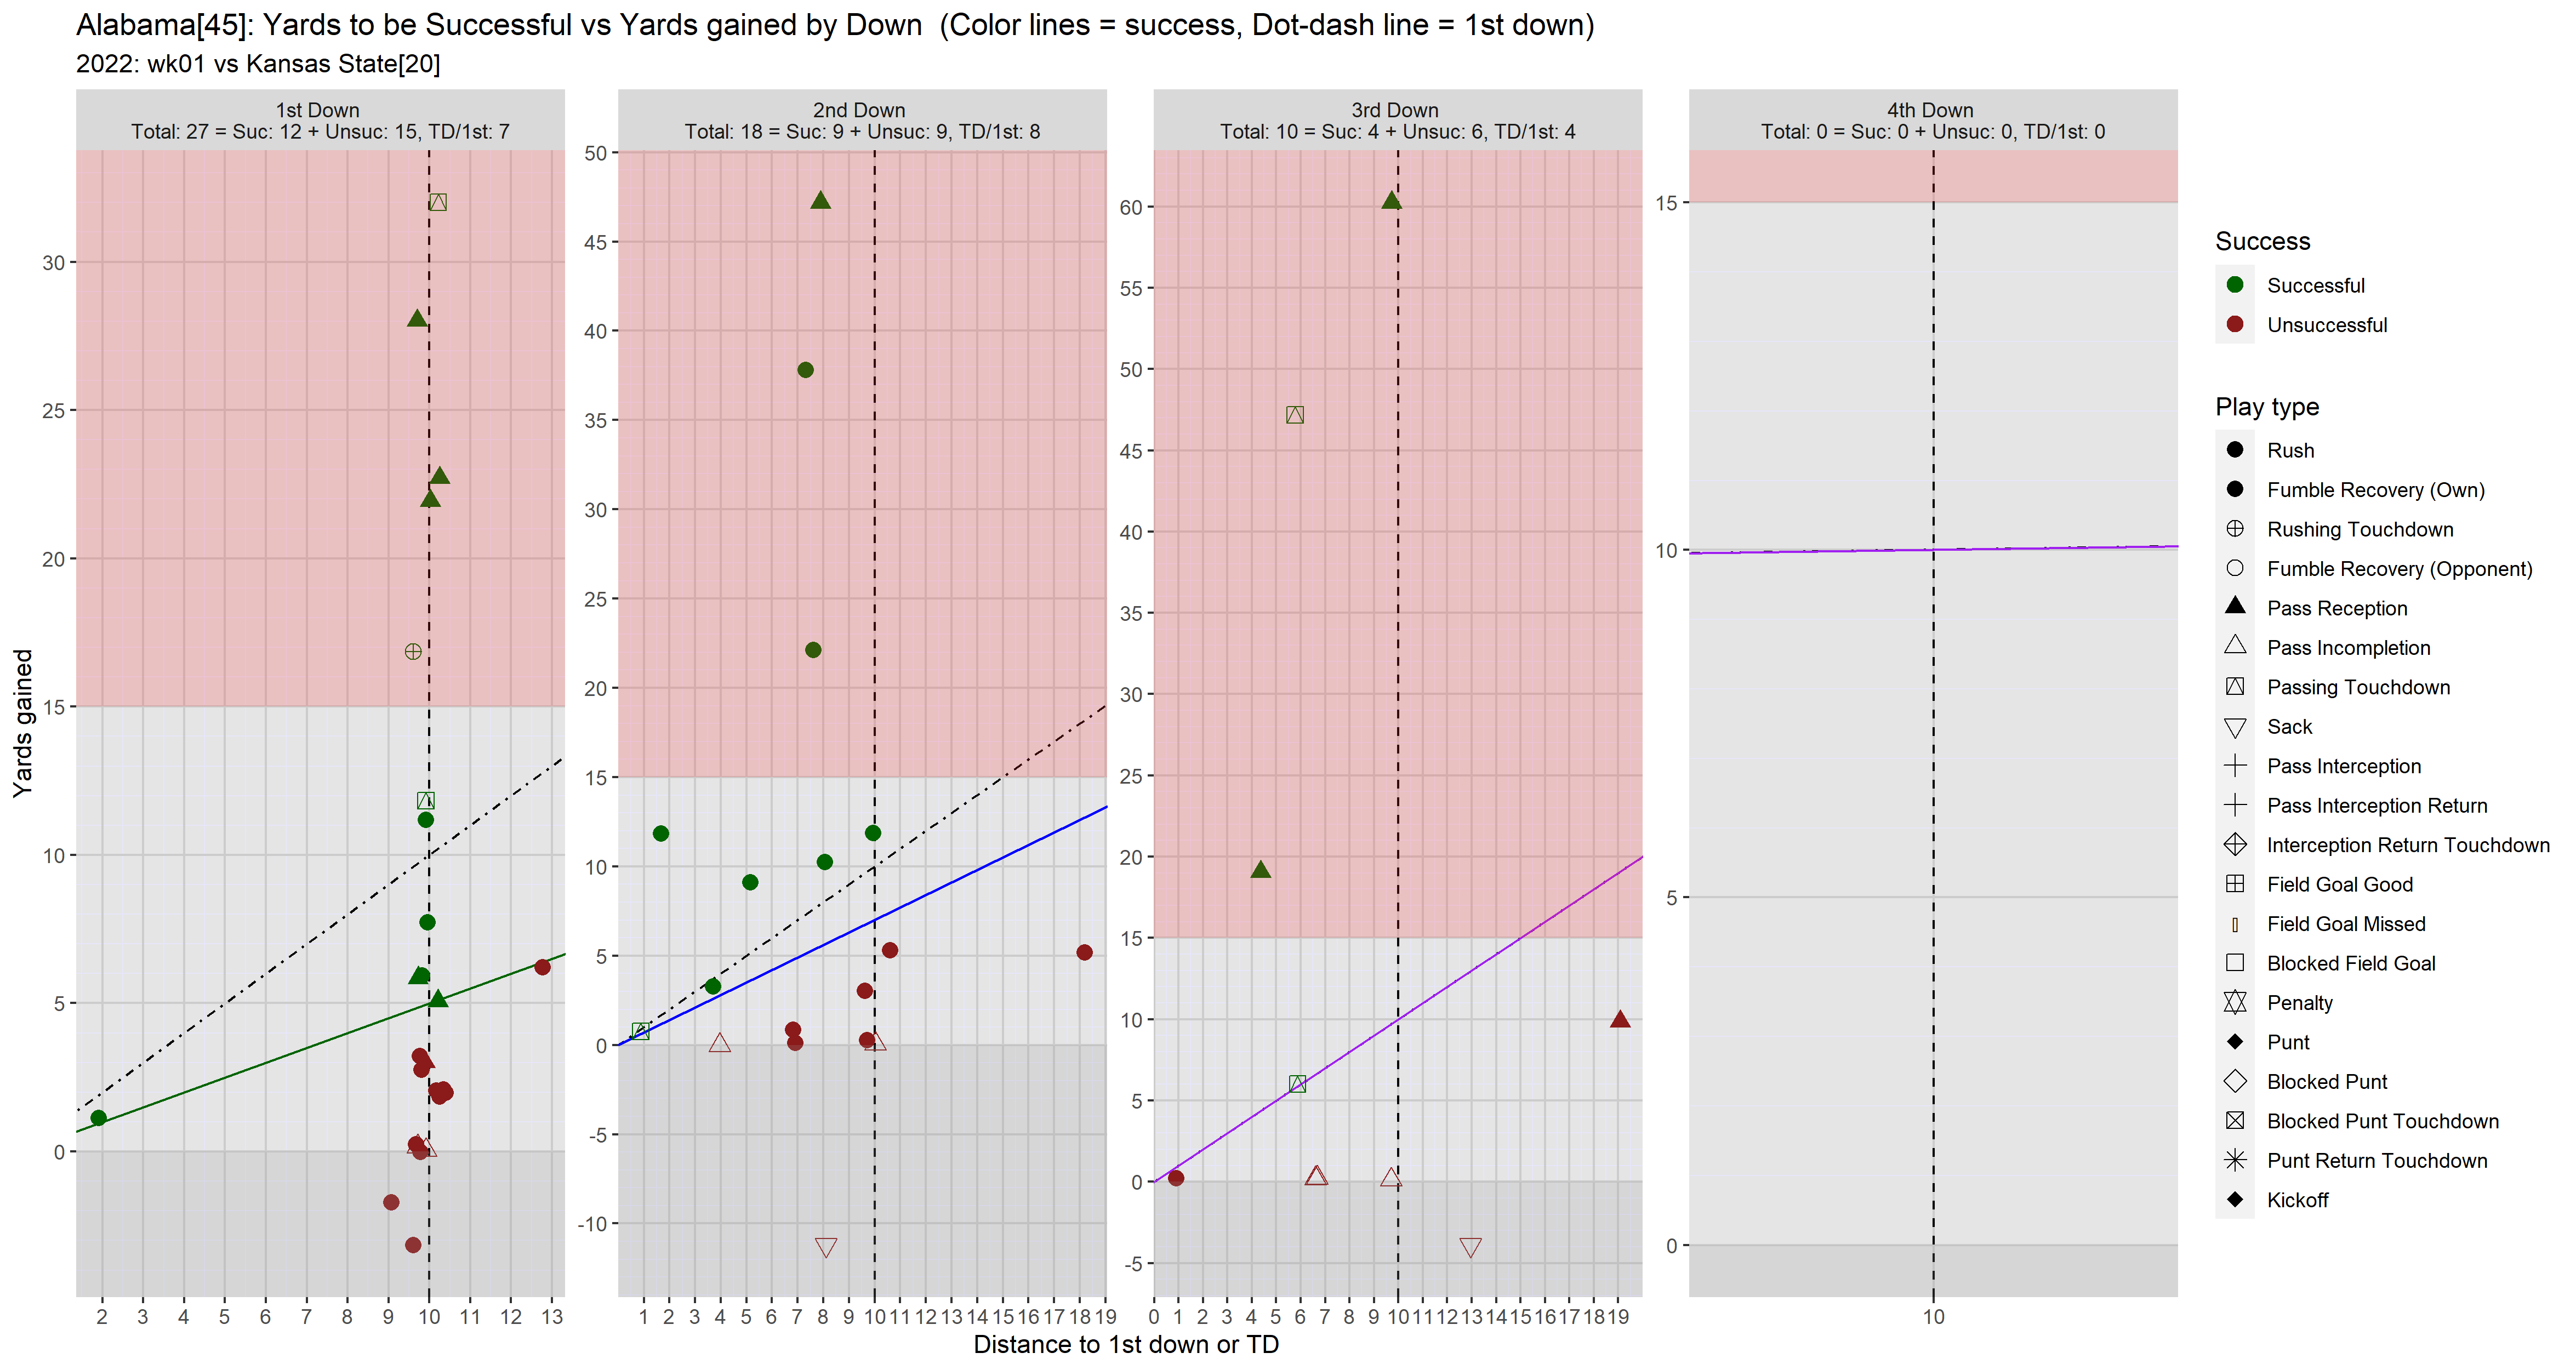 Alabama[45]: Yards to be Successful vs Yards gained by Down  (Color lines = success, Dot-dash line = 1st down)
2022: wk01 vs Kansas State[20]
1st Down
Total: 27 = Suc: 12 + Unsuc: 15, TD/1st: 7
2nd Down
Total: 18 = Suc: 9 + Unsuc: 9, TD/1st: 8
3rd Down
Total: 10 = Suc: 4 + Unsuc: 6, TD/1st: 4
4th Down
Total: 0 = Suc: 0 + Unsuc: 0, TD/1st: 0
Yards gained
30
25
20
15
10
5
0
2 3 4 5 6 7 8 9 10 11 12 13
50
45
40
35
30
25
20
15
10
5
0
-5
-10
1 2 3 4 5 6 7 8 9 10 11 12 13 14 15 16 17 18 19
60
55
50
45
40
35
30
25
20
15
10
5
0
-5
0 1 2 3 4 5 6 7 8 9 10 11 12 13 14 15 16 17 18 19
15
10
5
0
10
Distance to 1st down or TD
Success
Successful
Unsuccessful
Play type
Rush
Fumble Recovery (Own)
Rushing Touchdown
Fumble Recovery (Opponent)
Pass Reception
Pass Incompletion
Passing Touchdown
Sack
Pass Interception
Pass Interception Return
Interception Return Touchdown
Field Goal Good
Field Goal Missed
Blocked Field Goal
Penalty
Punt
Blocked Punt
Blocked Punt Touchdown
Punt Return Touchdown
Kickoff